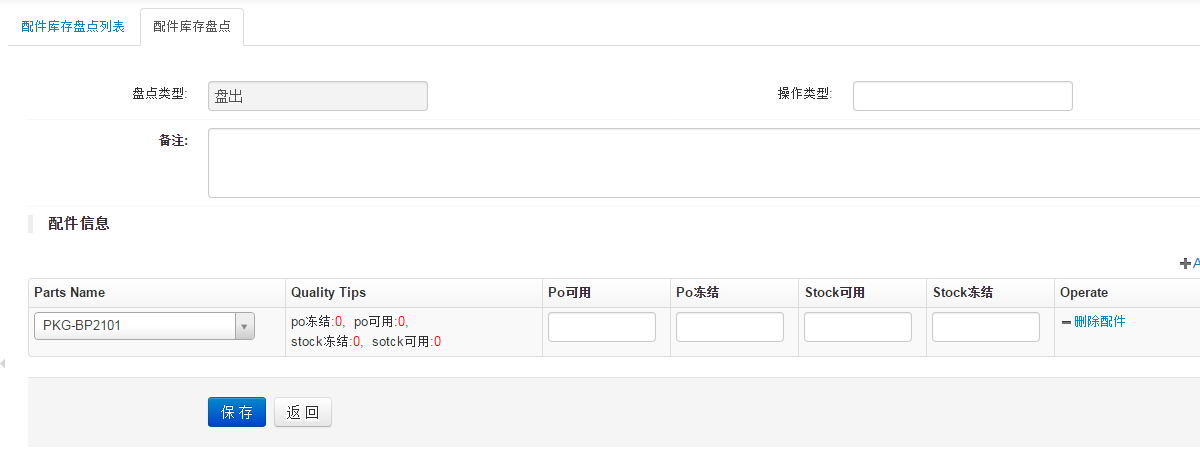 配件库存盘点列表 配件库存盘点
盘点类型: 盘出 操作类型:
备注:
配件信息
A
Parts Name Quality Tips Po可用 Po冻结 Stock可用 Stock冻结 Operate
PKG-BP2101 po冻结:0, po可用:0, 删除配件
stock冻结:0, sotck可用:0
保 存 返 回